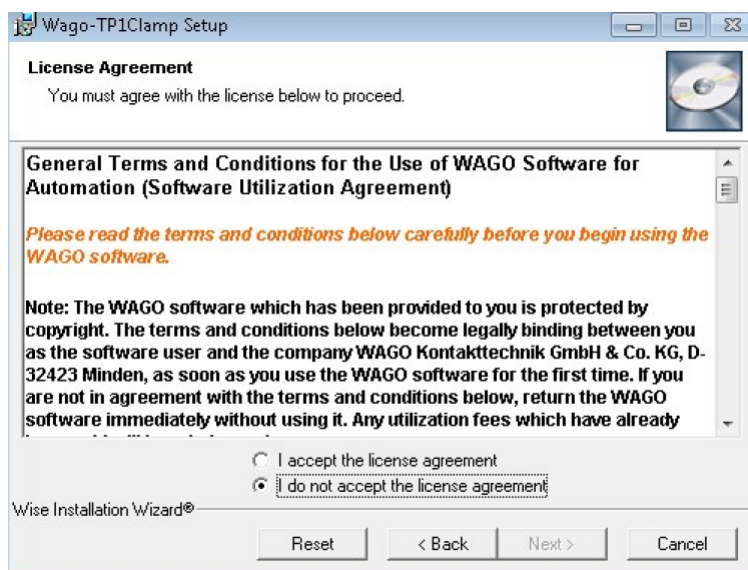 Wago-TP1Clamp Setup
License Agreement
You must agree with the license below to proceed.
General Terms and Conditions for the Use of WAGO Software for
Automation (Software Utilization Agreement)
Please read the terms and conditions below carefully before you begin using the
WAGO software.
Note: The WAGO software which has been provided to you is protected by
copyright. The terms and conditions below become legally binding between you
as the software user and the company WAGO Kontakttechnik GmbH & Co. KG, D-
32423 Minden, as soon as you use the WAGO software for the first time. If you
are not in agreement with the terms and conditions below, return the WAGO
software immediately without using it. Any utilization fees which have already
I accept the license agreement
I do not accept the license agreement
Wise Installation Wizard®
Reset
< Back
Next >
Cancel